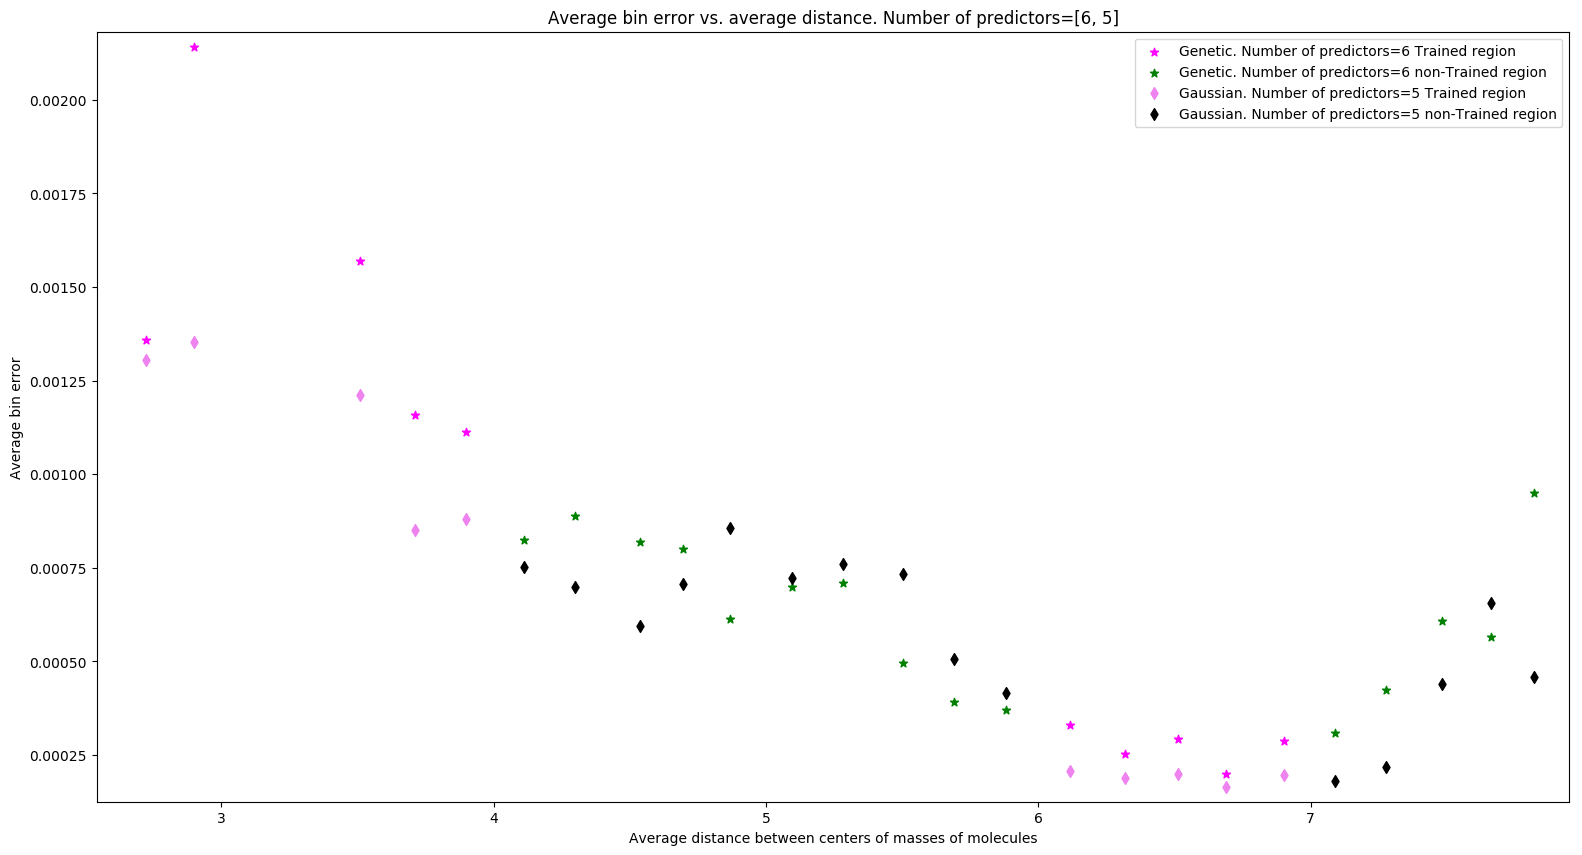 Average bin error vs. average distance. Number of predictors=[6, 5]
Genetic. Number of predictors=6 Trained region
Genetic. Number of predictors=6 non-Trained region
Gaussian. Number of predictors=5 Trained region
Gaussian. Number of predictors=5 non-Trained region
Average bin error
0.00200
0.00175
0.00150
0.00125
0.00100
0.00075
0.00050
0.00025
3 4 5 6 7
Average distance between centers of masses of molecules